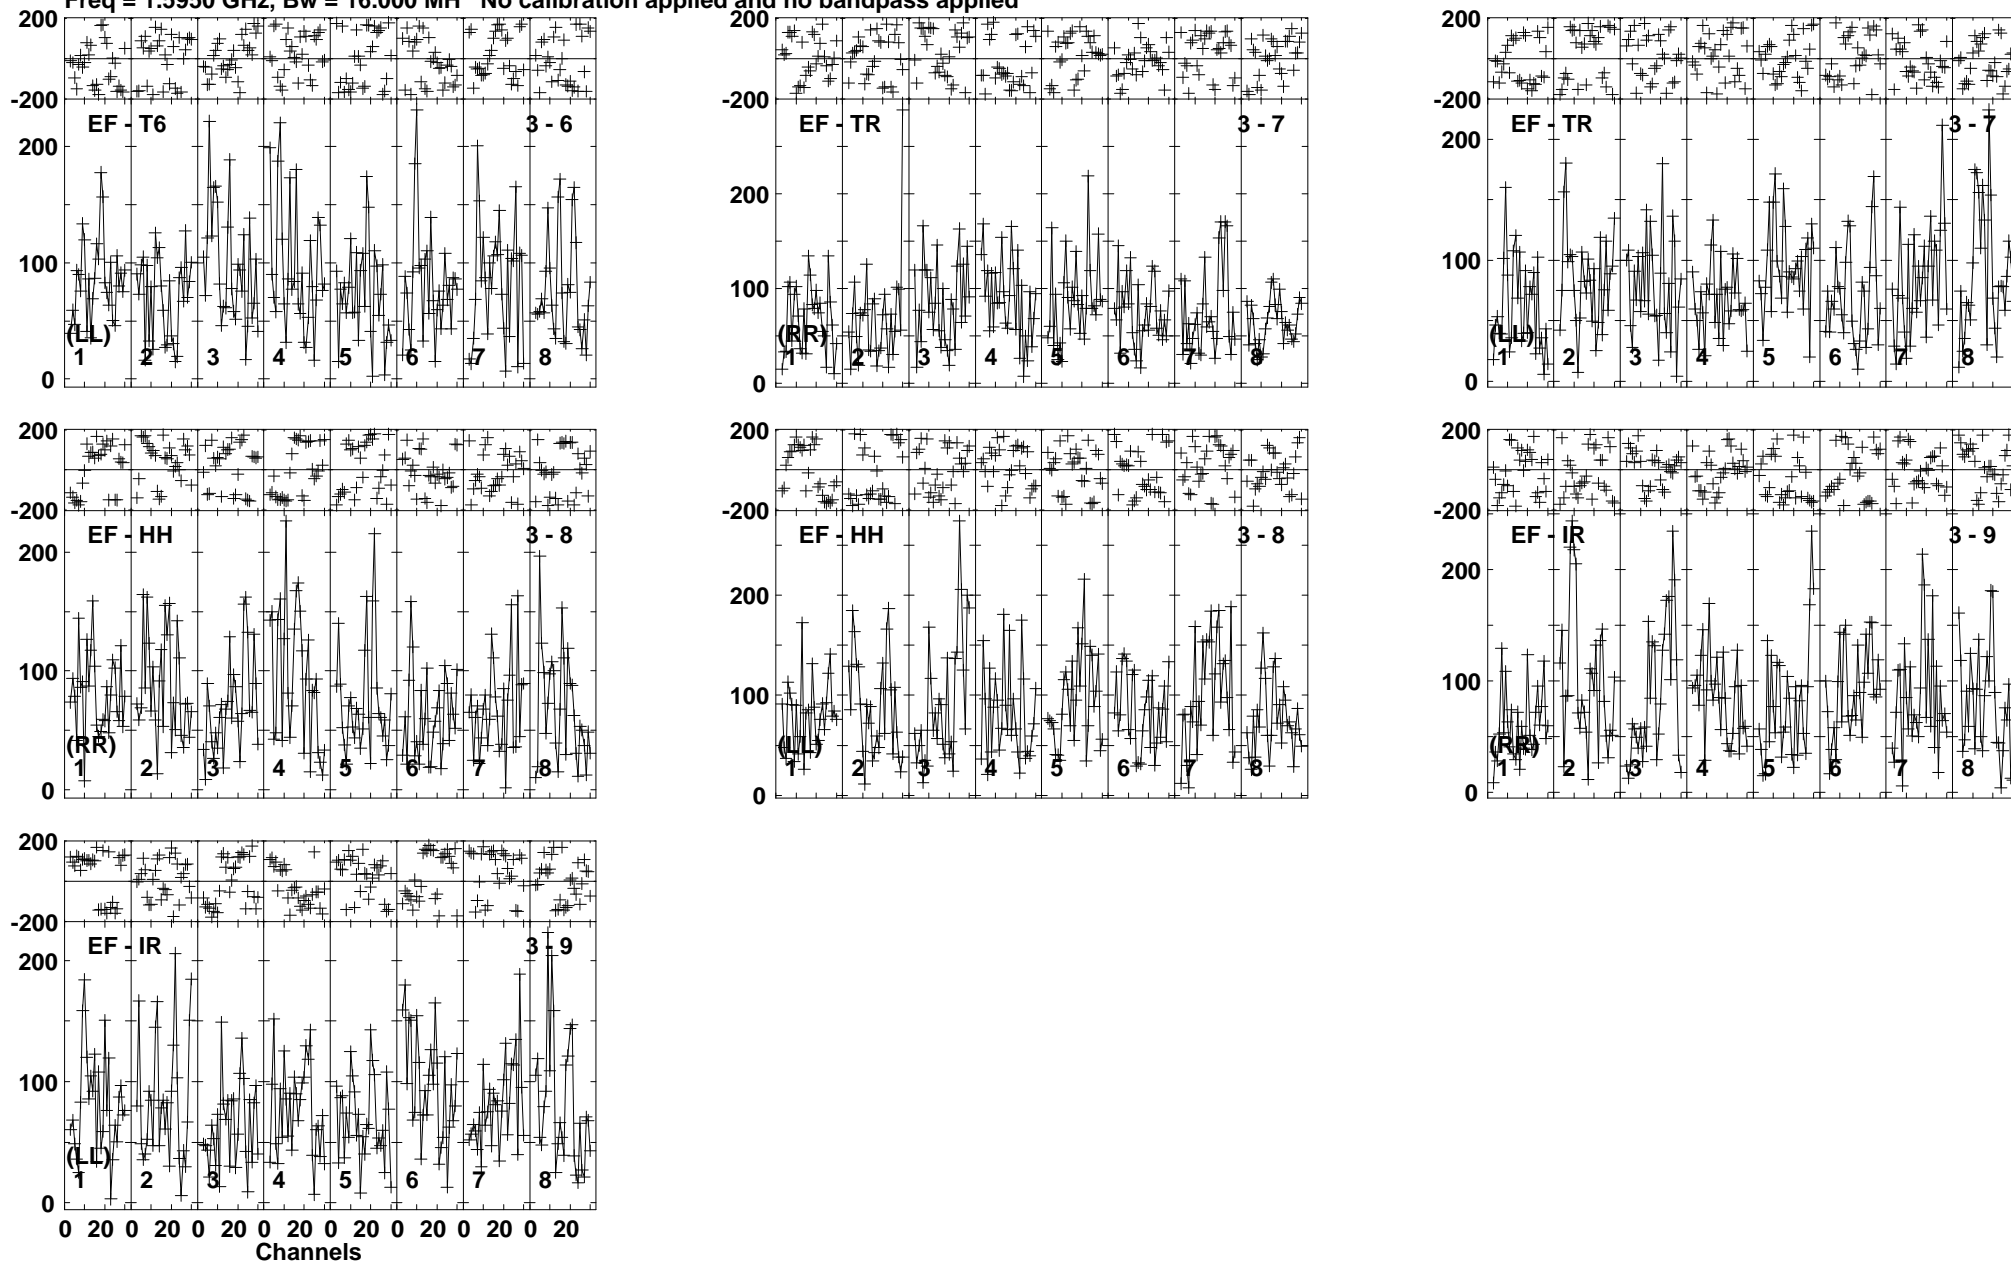 Freq = 1.5950 GHz, Bw = 16.000 MH No calibration applied and no bandpass applied
200
-200
EF - T6 3 - 6
200
100
0
(LL)
1 2 3 4 5 6 7 8
200
-200
EF - TR 3 - 7
200
100
0
(RR)
1 2 3 4 5 6 7 8
200
-200
EF - TR 3 - 7
200
100
0
(LL)
1 2 3 4 5 6 7 8
200
-200
EF - HH 3 - 8
200
100
0
(RR)
1 2 3 4 5 6 7 8
200
-200
EF - HH 3 - 8
200
100
0
(LL)
1 2 3 4 5 6 7 8
200
-200
EF - IR 3 - 9
200
100
0
(RR)
1 2 3 4 5 6 7 8
200
-200
EF - IR 3 - 9
200
100
0
(LL)
1 2 3 4 5 6 7 8
0 20 0 20 0 20 0 20 0 20 0 20 0 20 0 20
Channels